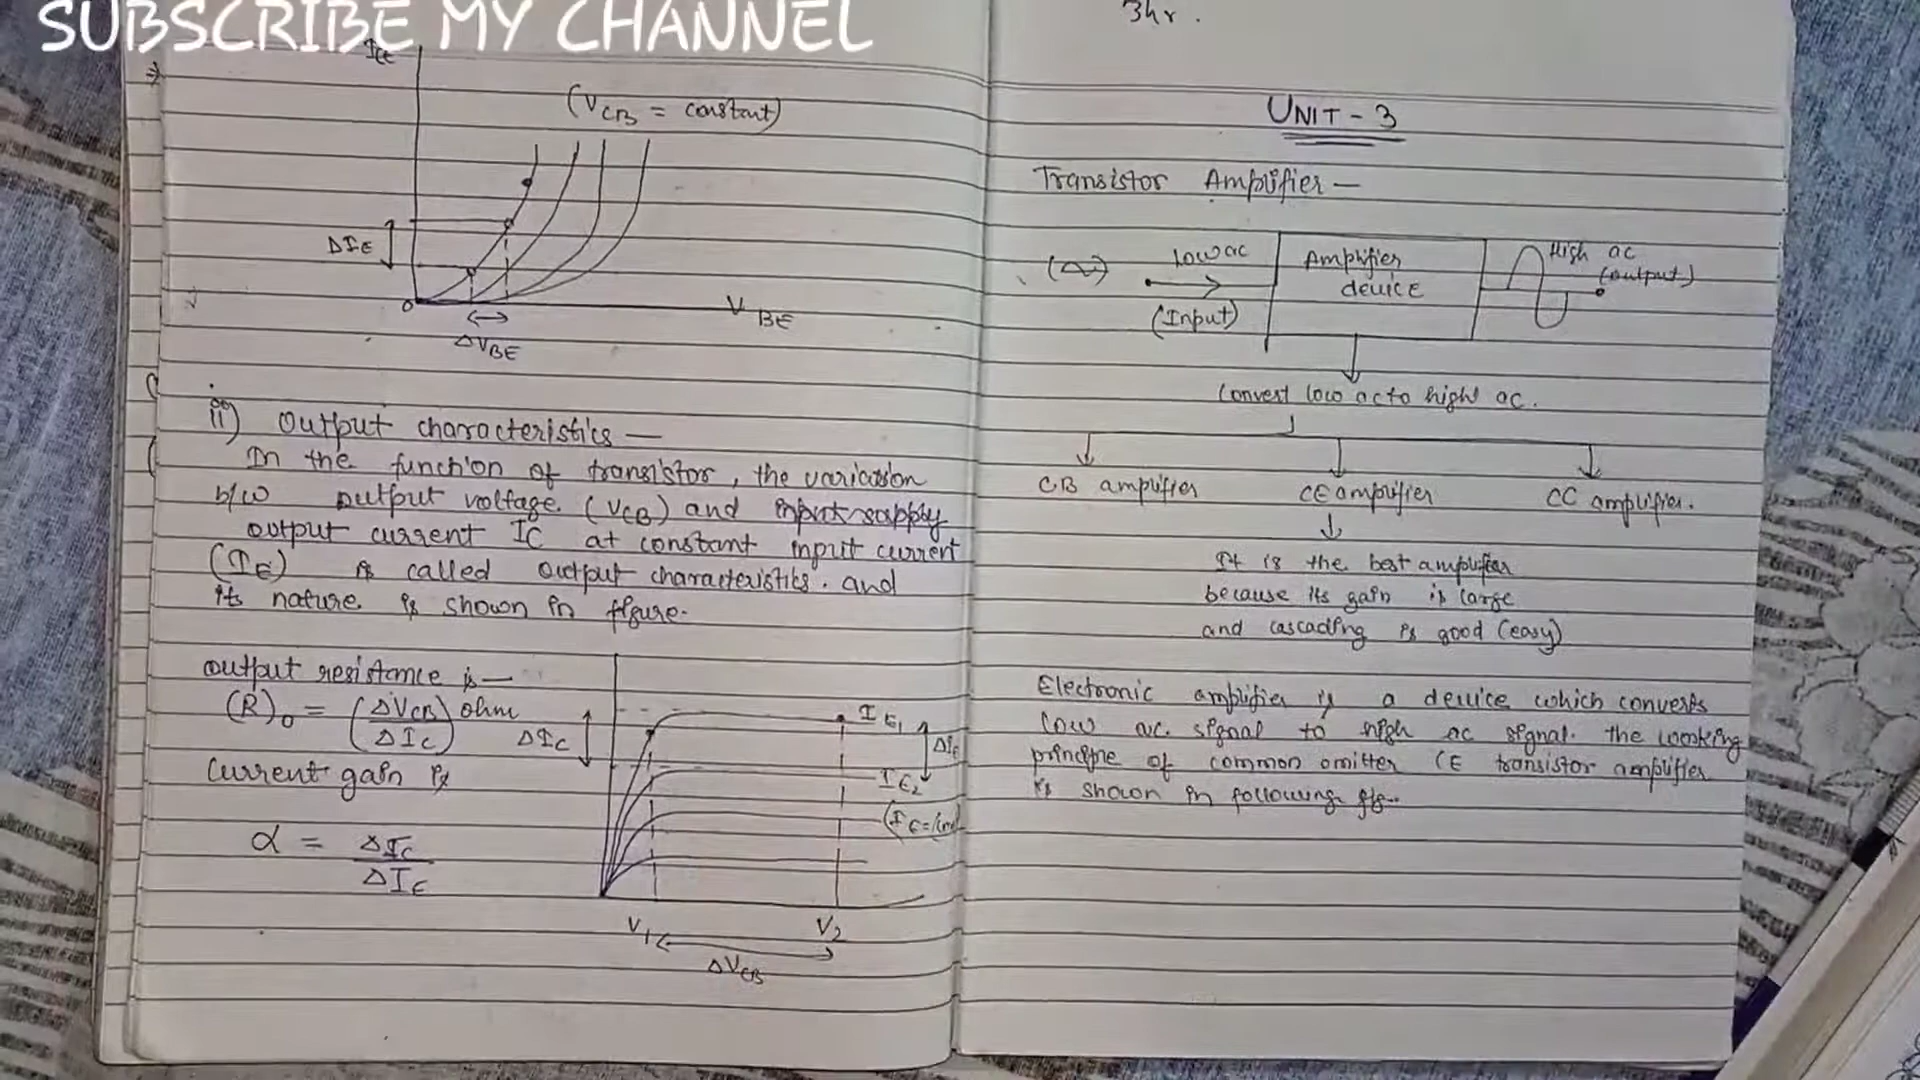 SUBSCRIBE MY CHANNEL
(VCB = constant)
ΔIE
O
VBE
ΔVBE
ii) Output characteristics —
In the function of transistor, the variation
b/w output voltage (VCB) and input supply
output current IC at constant input current
(IE) is called output characteristics. and
its nature is shown in figure.
output resistance is —
(R)o = (ΔVCB/ΔIC) ohm
ΔIC
IE1
IE2
Current gain is
α = ΔIC/ΔIE
V1
V2
ΔVCB
3hr.
UNIT - 3
Transistor Amplifier —
(~)
Low ac
(Input)
Amplifier
device
High ac
(output)
Convert low ac to high ac.
CB amplifier CE amplifier CC amplifier.
It is the best amplifier
because its gain is large
and cascading is good (easy)
Electronic amplifier is a device which converts
low ac. signal to high ac signal. the working
principle of common omitter CE transistor amplifier
is shown in following